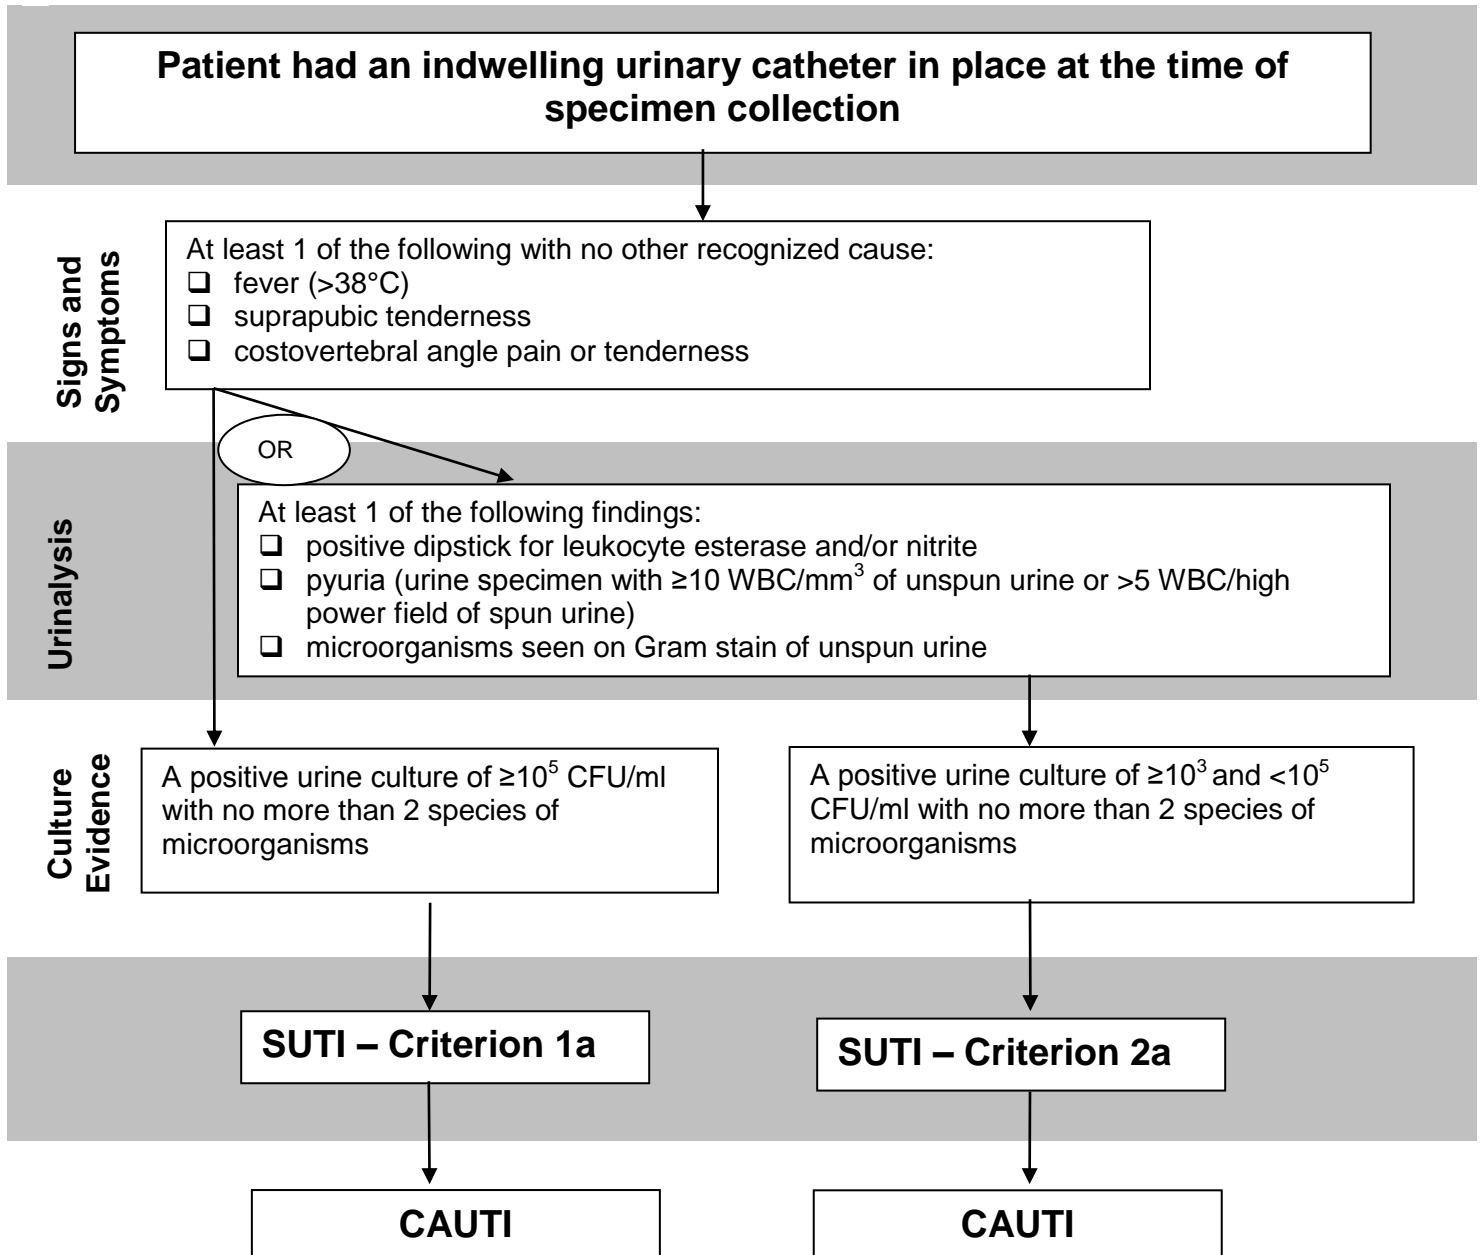 Patient had an indwelling urinary catheter in place at the time of
specimen collection
Signs and
Symptoms
At least 1 of the following with no other recognized cause:
❑ fever (>38°C)
❑ suprapubic tenderness
❑ costovertebral angle pain or tenderness
OR
Urinalysis
At least 1 of the following findings:
❑ positive dipstick for leukocyte esterase and/or nitrite
❑ pyuria (urine specimen with ≥10 WBC/mm³ of unspun urine or >5 WBC/high
power field of spun urine)
❑ microorganisms seen on Gram stain of unspun urine
Culture
Evidence
A positive urine culture of ≥10⁵ CFU/ml
with no more than 2 species of
microorganisms
A positive urine culture of ≥10³ and <10⁵
CFU/ml with no more than 2 species of
microorganisms
SUTI – Criterion 1a
SUTI – Criterion 2a
CAUTI
CAUTI